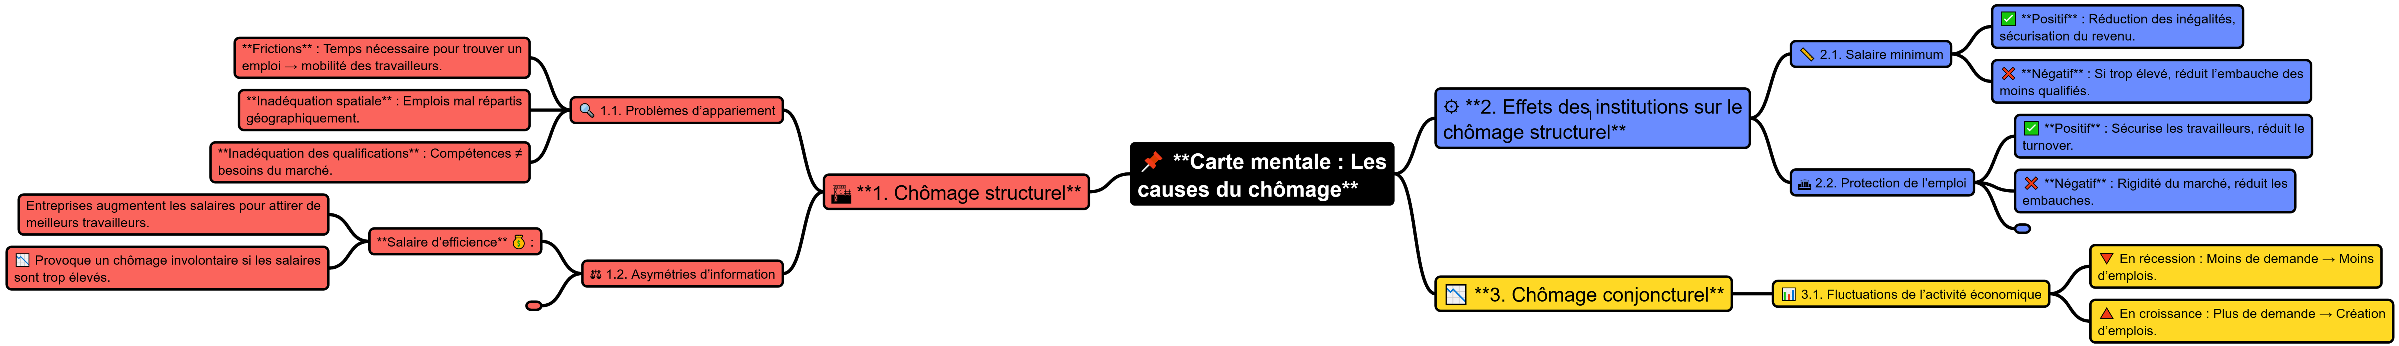 📌 **Carte mentale : Les
causes du chômage**
🏭 **1. Chômage structurel**
🔍 1.1. Problèmes d'appariement
**Frictions** : Temps nécessaire pour trouver un
emploi → mobilité des travailleurs.
**Inadéquation spatiale** : Emplois mal répartis
géographiquement.
**Inadéquation des qualifications** : Compétences ≠
besoins du marché.
⚖ 1.2. Asymétries d'information
**Salaire d'efficience** 💰 :
Entreprises augmentent les salaires pour attirer de
meilleurs travailleurs.
📉 Provoque un chômage involontaire si les salaires
sont trop élevés.
⚙ **2. Effets des institutions sur le
chômage structurel**
📏 2.1. Salaire minimum
✅ **Positif** : Réduction des inégalités,
sécurisation du revenu.
❌ **Négatif** : Si trop élevé, réduit l'embauche des
moins qualifiés.
2.2. Protection de l'emploi
✅ **Positif** : Sécurise les travailleurs, réduit le
turnover.
❌ **Négatif** : Rigidité du marché, réduit les
embauches.
📉 **3. Chômage conjoncturel**
📊 3.1. Fluctuations de l'activité économique
🔻 En récession : Moins de demande → Moins
d'emplois.
🔺 En croissance : Plus de demande → Création
d'emplois.